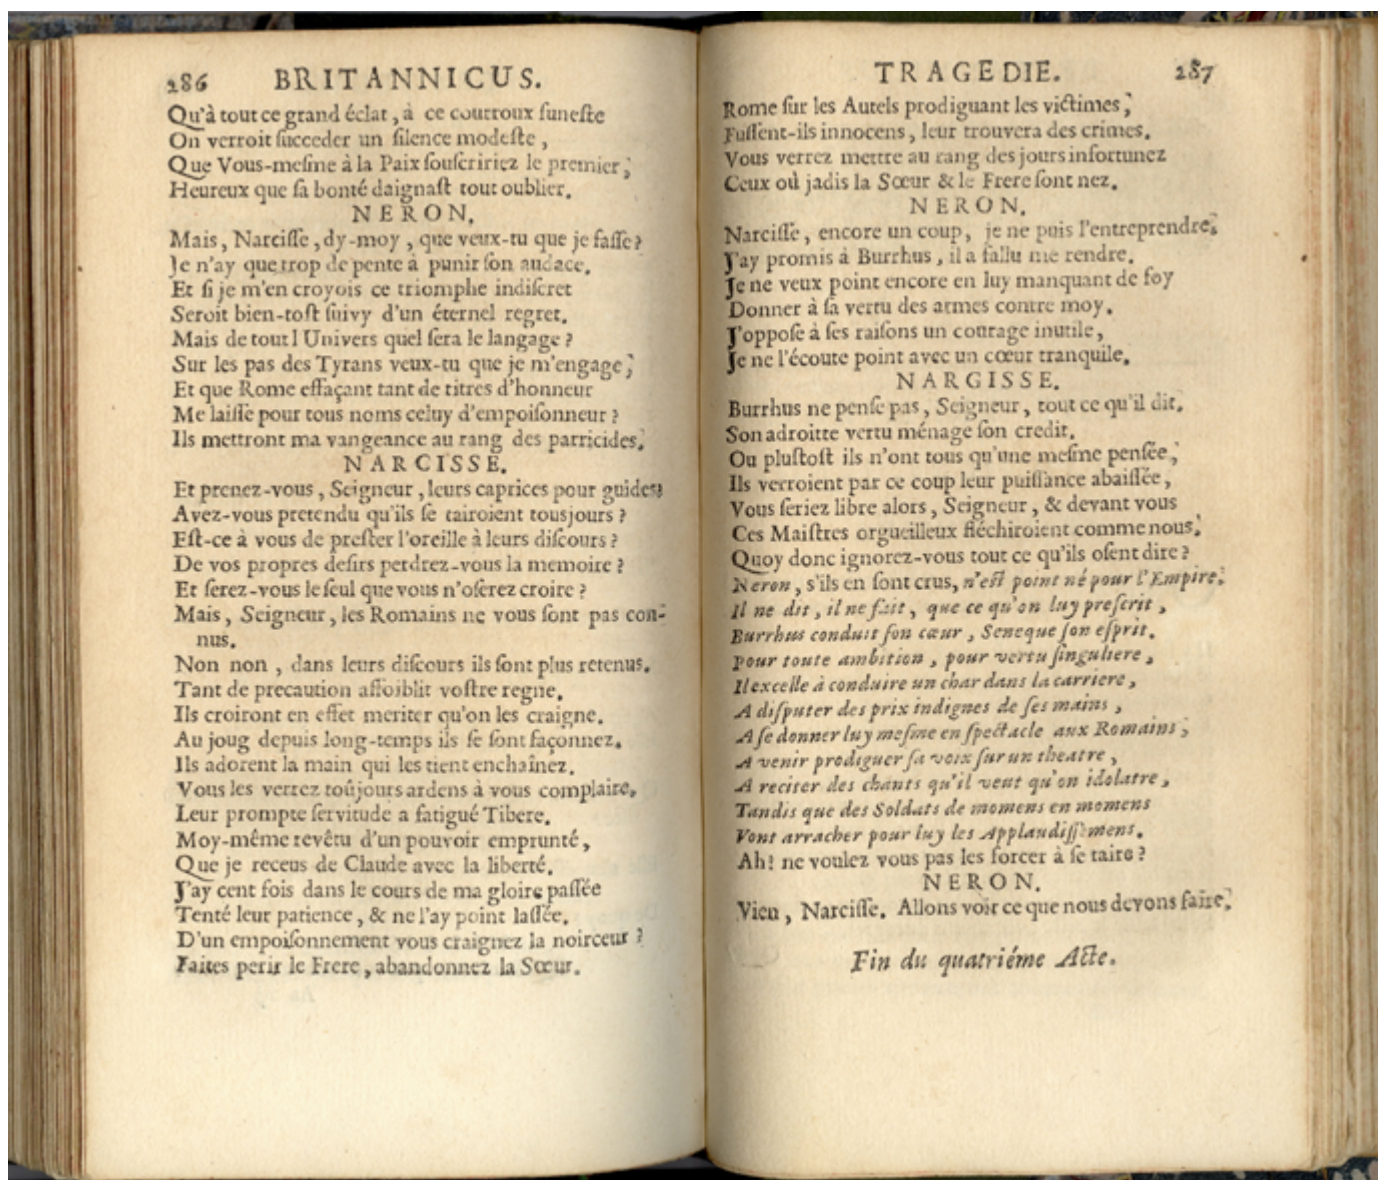 286 BRITANNICUS.
Qu'à tout ce grand éclat, à ce courroux funeste
On verroit succeder un silence modeste,
Que Vous-mesme à la Paix souscririez le premier,
Heureux que sa bonté daignast tout oublier.
NERON.
Mais, Narcisse, dy-moy, que veux-tu que je fasse?
Je n'ay que trop de pente à punir son audace.
Et si je m'en croyois ce triomphe indiscret
Seroit bien-tost suivy d'un éternel regret.
Mais de tout l Univers quel sera le langage?
Sur les pas des Tyrans veux-tu que je m'engage,
Et que Rome effaçant tant de titres d'honneur
Me laisse pour tous noms celuy d'empoisonneur?
Ils mettront ma vangeance au rang des parricides.
NARCISSE.
Et prenez-vous, Seigneur, leurs caprices pour guides?
Avez-vous pretendu qu'ils se tairoient tousjours?
Est-ce à vous de prester l'oreille à leurs discours?
De vos propres desirs perdrez-vous la memoire?
Et serez-vous le seul que vous n'oserez croire?
Mais, Seigneur, les Romains ne vous sont pas con-
nus.
Non non, dans leurs discours ils sont plus retenus.
Tant de precaution affoiblit vostre regne.
Ils croiront en effet meriter qu'on les craigne.
Au joug depuis long-temps ils se sont façonnez.
Ils adorent la main qui les tient enchaînez.
Vous les verrez toûjours ardens à vous complaire.
Leur prompte servitude a fatigué Tibere.
Moy-même revêtu d'un pouvoir emprunté,
Que je receus de Claude avec la liberté.
J'ay cent fois dans le cours de ma gloire passée
Tenté leur patience, & ne l'ay point lassée.
D'un empoisonnement vous craignez la noirceur?
Faites perir le Frere, abandonnez la Sœur.
TRAGEDIE. 287
Rome sur les Autels prodiguant les victimes,
Fussent-ils innocens, leur trouvera des crimes.
Vous verrez mettre au rang des jours infortunez
Ceux où jadis la Sœur & le Frere sont nez.
NERON.
Narcisse, encore un coup, je ne puis l'entreprendre.
J'ay promis à Burrhus, il a fallu me rendre.
Je ne veux point encore en luy manquant de foy
Donner à sa vertu des armes contre moy.
J'oppose à ses raisons un courage inutile,
Je ne l'écoute point avec un cœur tranquile.
NARGISSE.
Burrhus ne pense pas, Seigneur, tout ce qu'il dit.
Son adroitte vertu ménage son credit.
Ou plustost ils n'ont tous qu'une mesme pensée,
Ils verroient par ce coup leur puissance abaissée,
Vous seriez libre alors, Seigneur, & devant vous
Ces Maistres orgueilleux fléchiroient comme nous.
Quoy donc ignorez-vous tout ce qu'ils osent dire?
Neron, s'ils en sont crus, n'est point né pour l'Empire.
Il ne dit, il ne fait, que ce qu'on luy prescrit,
Burrhus conduit son cœur, Seneque son esprit.
Pour toute ambition, pour vertu singuliere,
Il excelle à conduire un char dans la carriere,
A disputer des prix indignes de ses mains,
A se donner luy mesme en spectacle aux Romains,
A venir prodiguer sa voix sur un theatre,
A reciter des chants qu'il veut qu'on idolatre,
Tandis que des Soldats de momens en momens
Vont arracher pour luy les Applaudissemens.
Ah! ne voulez vous pas les forcer à se taire?
NERON.
Vien, Narcisse. Allons voir ce que nous devons faire.
Fin du quatriéme Acte.